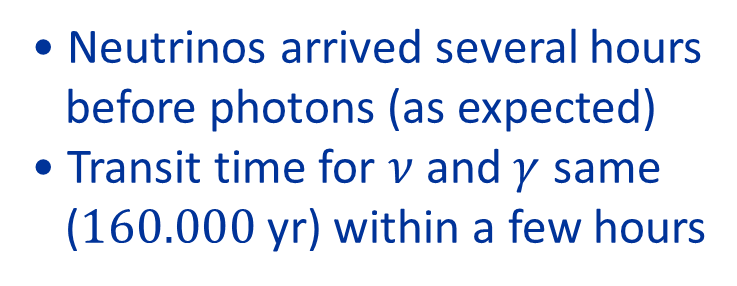 • Neutrinos arrived several hours
before photons (as expected)
• Transit time for ν and γ same
(160.000 yr) within a few hours